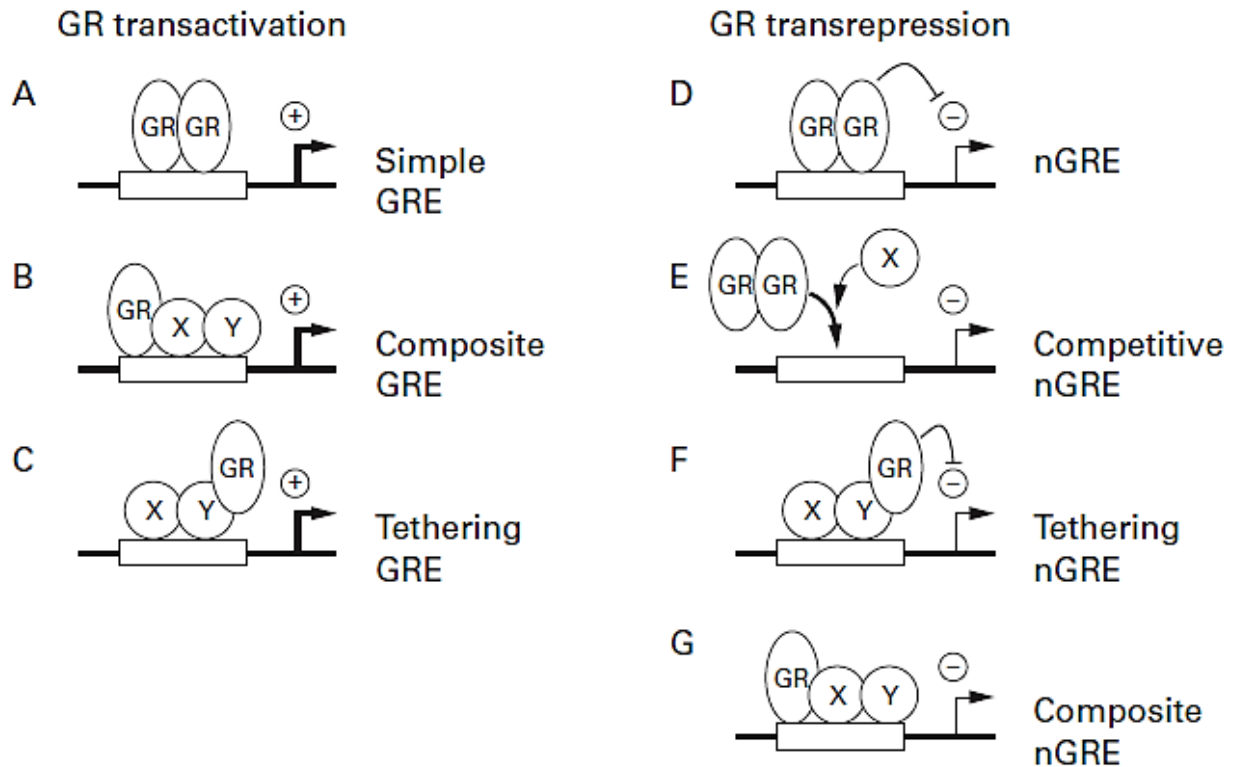 GR transactivation
A
GR GR
+
Simple
GRE
B
GR
X
Y
+
Composite
GRE
C
X
Y
GR
+
Tethering
GRE
GR transrepression
D
GR GR
−
nGRE
E
GR GR
X
−
Competitive
nGRE
F
X
Y
GR
−
Tethering
nGRE
G
GR
X
Y
−
Composite
nGRE